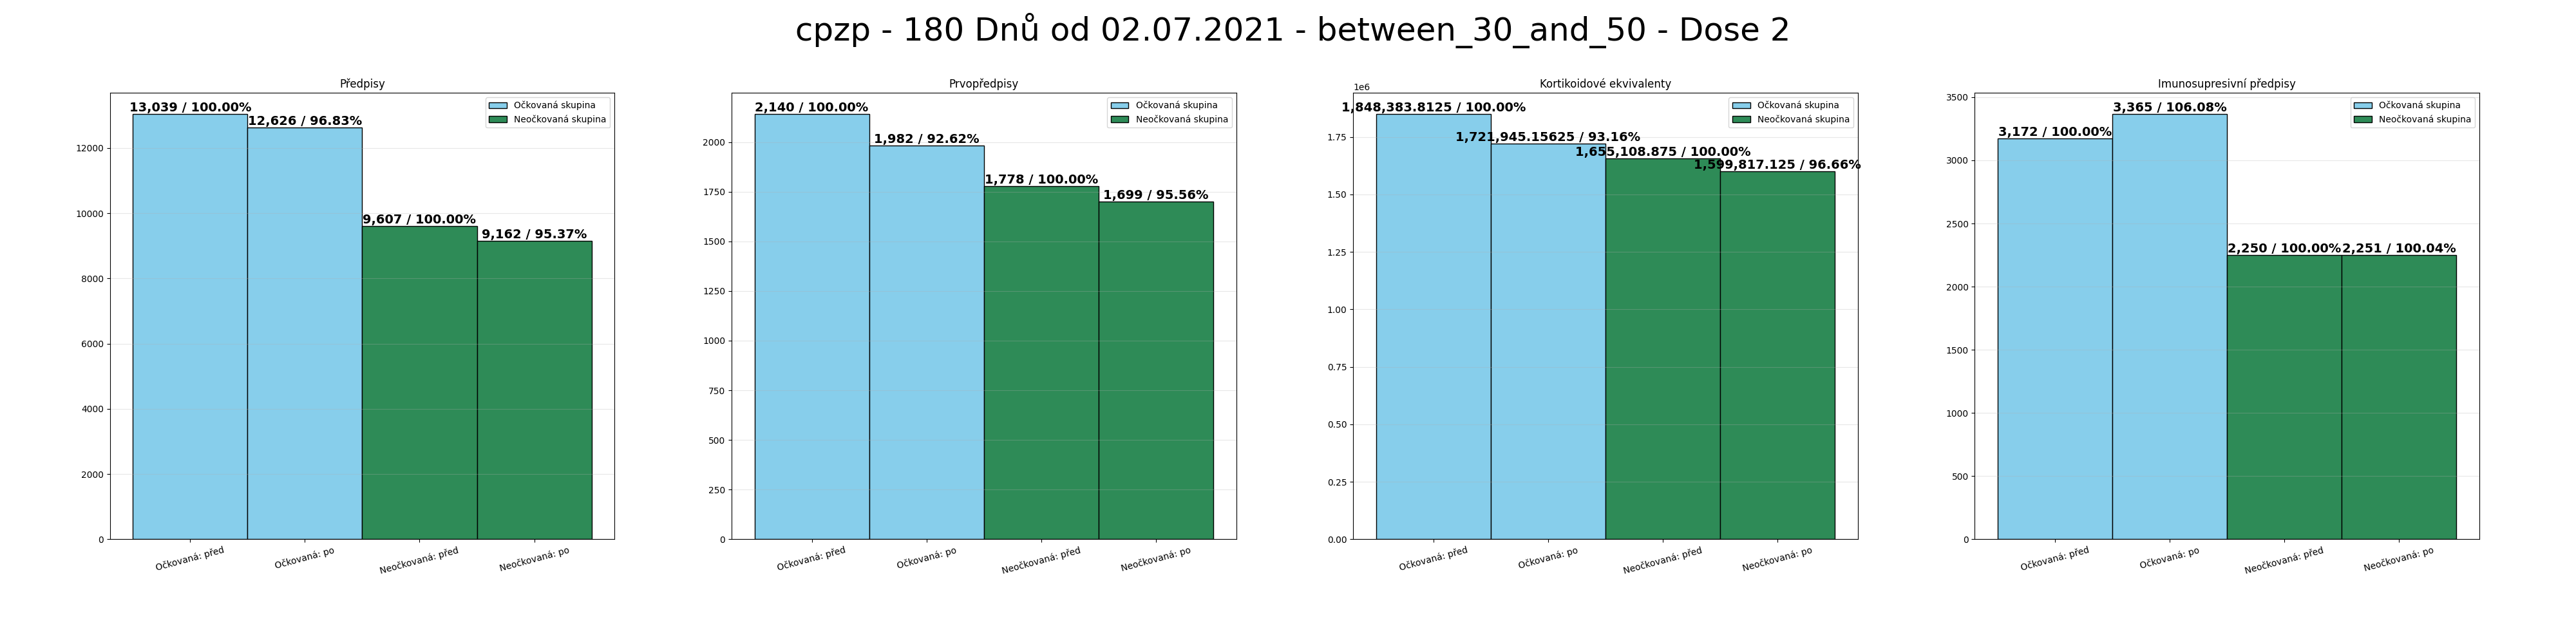 cpzp - 180 Dnů od 02.07.2021 - between_30_and_50 - Dose 2
Předpisy
13,039 / 100.00%
12,626 / 96.83%
9,607 / 100.00%
9,162 / 95.37%
Očkovaná skupina
Neočkovaná skupina
12000
10000
8000
6000
4000
2000
0
Očkovaná: před
Očkovaná: po
Neočkovaná: před
Neočkovaná: po
Prvopředpisy
2,140 / 100.00%
1,982 / 92.62%
1,778 / 100.00%
1,699 / 95.56%
Očkovaná skupina
Neočkovaná skupina
2000
1750
1500
1250
1000
750
500
250
0
Očkovaná: před
Očkovaná: po
Neočkovaná: před
Neočkovaná: po
Kortikoidové ekvivalenty
1e6
1,848,383.8125 / 100.00%
1,721,945.15625 / 93.16%
1,655,108.875 / 100.00%
1,599,817.125 / 96.66%
Očkovaná skupina
Neočkovaná skupina
1.75
1.50
1.25
1.00
0.75
0.50
0.25
0.00
Očkovaná: před
Očkovaná: po
Neočkovaná: před
Neočkovaná: po
Imunosupresivní předpisy
3,172 / 100.00%
3,365 / 106.08%
2,250 / 100.00%
2,251 / 100.04%
Očkovaná skupina
Neočkovaná skupina
3500
3000
2500
2000
1500
1000
500
0
Očkovaná: před
Očkovaná: po
Neočkovaná: před
Neočkovaná: po